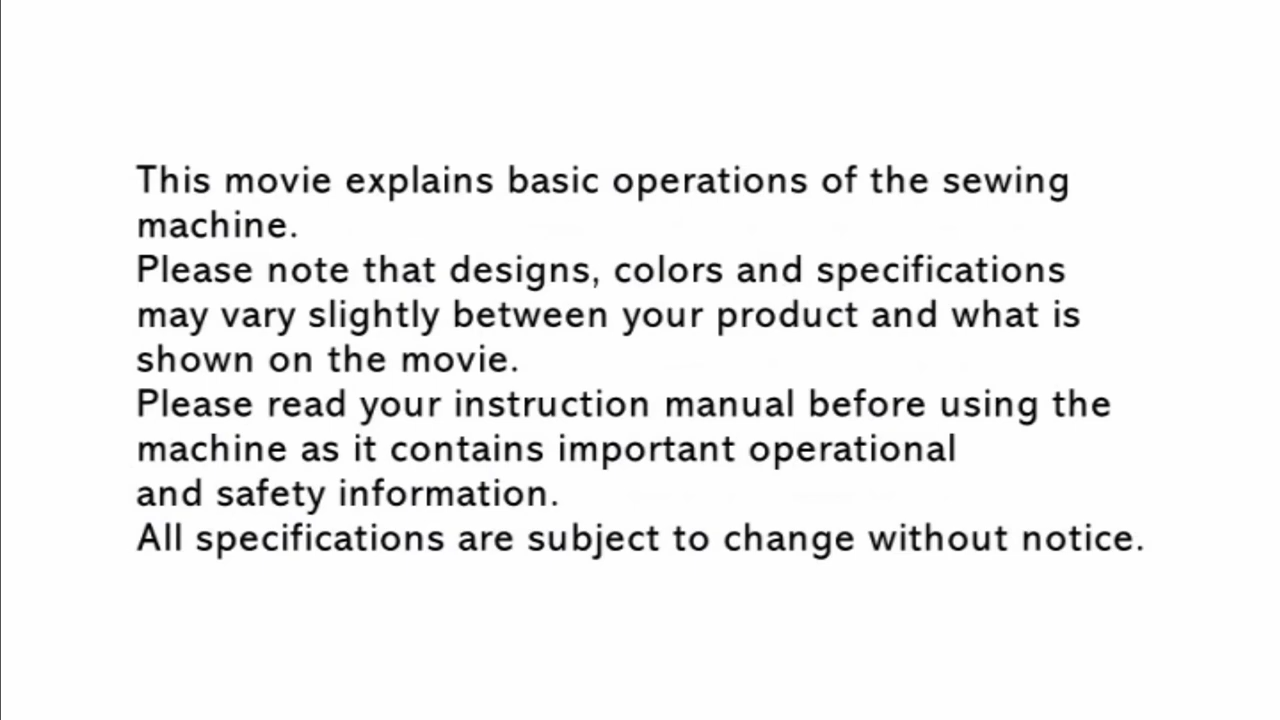 This movie explains basic operations of the sewing
machine.
Please note that designs, colors and specifications
may vary slightly between your product and what is
shown on the movie.
Please read your instruction manual before using the
machine as it contains important operational
and safety information.
All specifications are subject to change without notice.